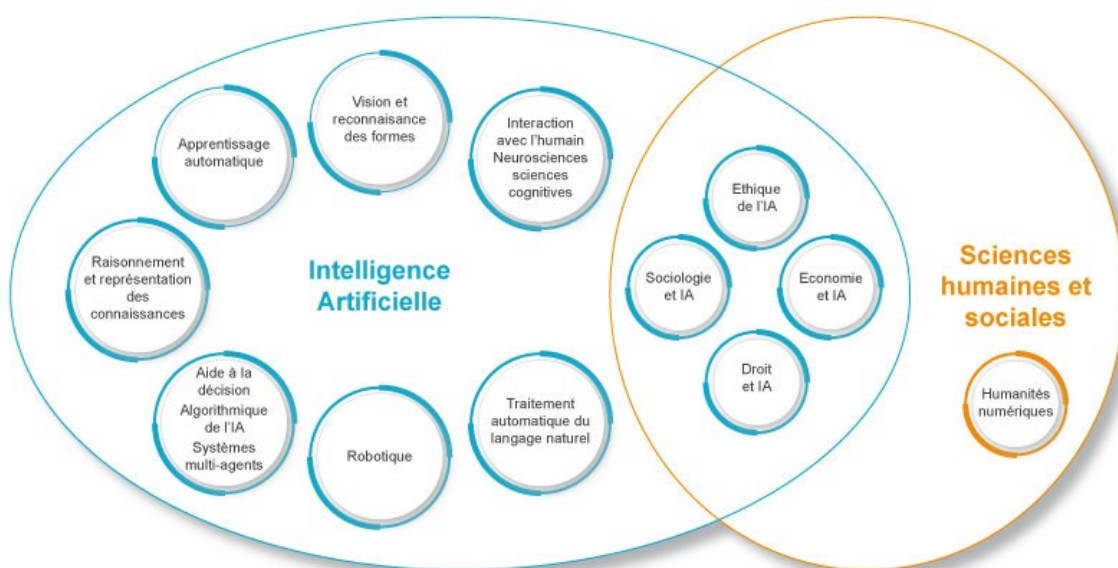 Vision et
reconnaisance
des formes
Apprentissage
automatique
Interaction
avec l'humain
Neurosciences
sciences
cognitives
Raisonnement
et représentation
des
connaissances
Intelligence
Artificielle
Aide à la
décision
Algorithmique
de l'IA
Systèmes
multi-agents
Robotique
Traitement
automatique du
langage naturel
Ethique
de l'IA
Sociologie
et IA
Economie
et IA
Droit
et IA
Sciences
humaines et
sociales
Humanités
numériques